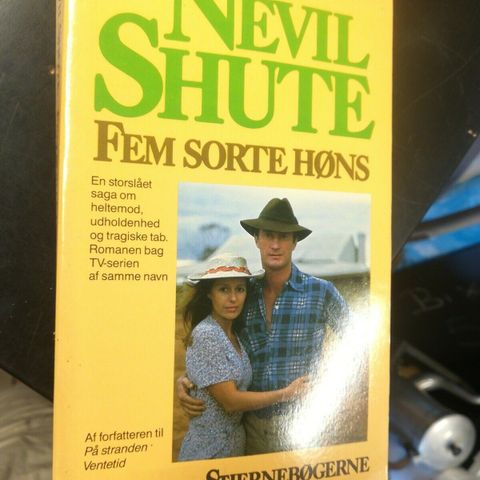 NEVIL
SHUTE
FEM SORTE HØNS
En storslået
saga om
heltemod,
udholdenhed
og tragiske tab.
Romanen bag
TV-serien
af samme navn
Af forfatteren til
På stranden
Ventetid
STJERNEBØGERNE